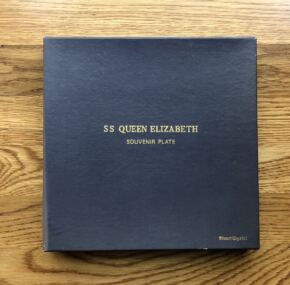 SS QUEEN ELIZABETH
SOUVENIR PLATE